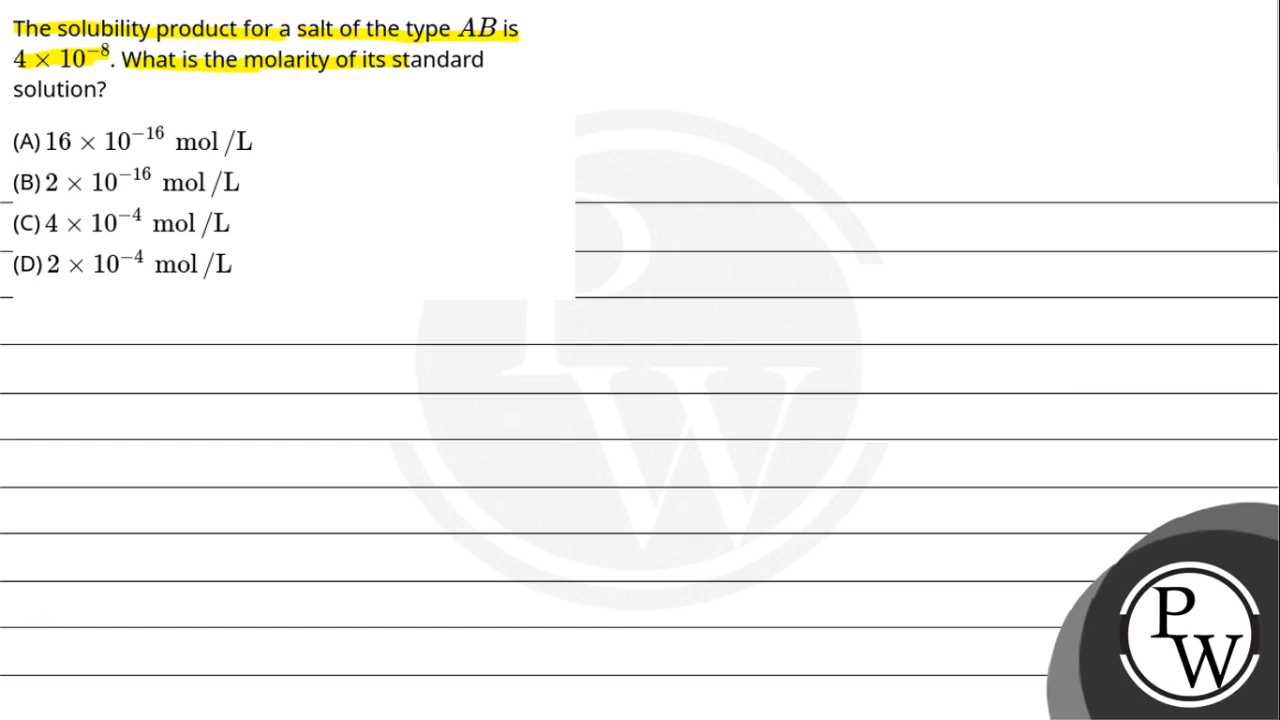 The solubility product for a salt of the type AB is
4 × 10⁻⁸. What is the molarity of its standard
solution?
(A) 16 × 10⁻¹⁶ mol /L
(B) 2 × 10⁻¹⁶ mol /L
(C) 4 × 10⁻⁴ mol /L
(D) 2 × 10⁻⁴ mol /L
PW
PW